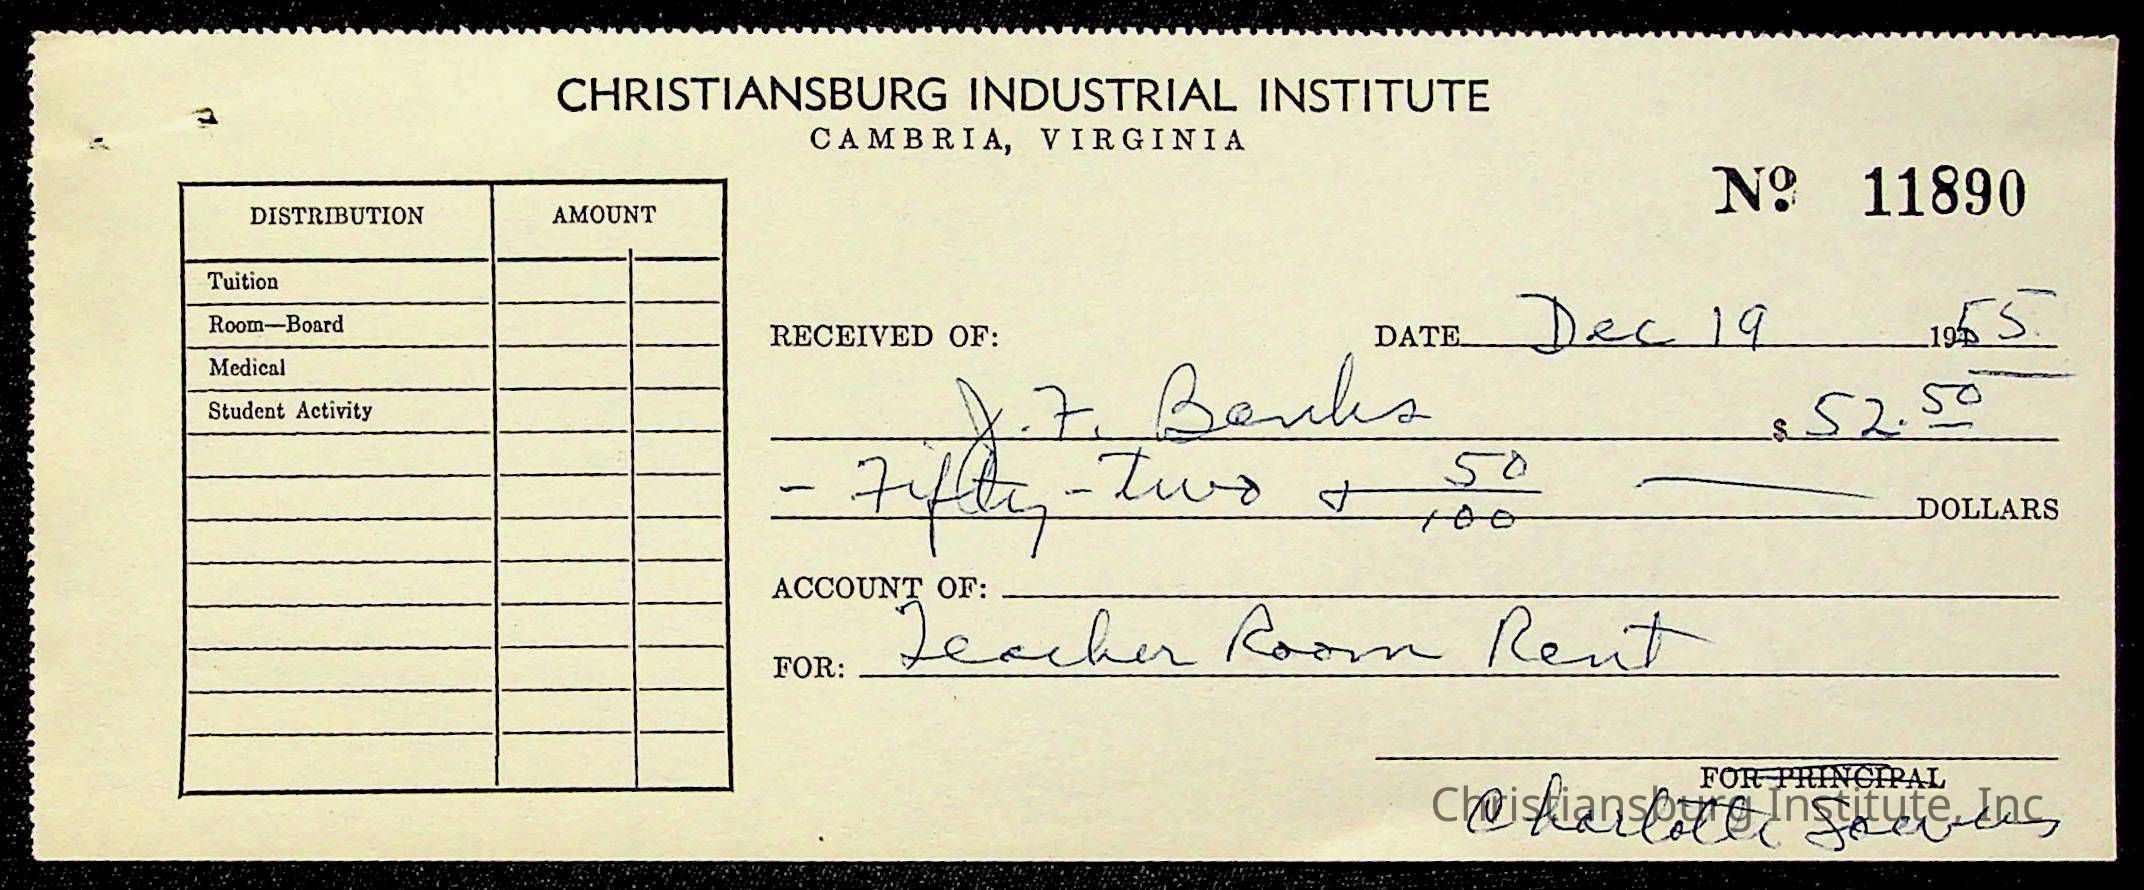 CHRISTIANSBURG INDUSTRIAL INSTITUTE
CAMBRIA, VIRGINIA
Nº 11890
DISTRIBUTION AMOUNT
Tuition
Room—Board
Medical
Student Activity
RECEIVED OF: DATE Dec 19 1955
J. F. Banks $ 52.50
- Fifty-two + 50/100 — DOLLARS
ACCOUNT OF:
FOR: Teacher Room Rent
FOR PRINCIPAL
Christiansburg Institute, Inc
Charlotte